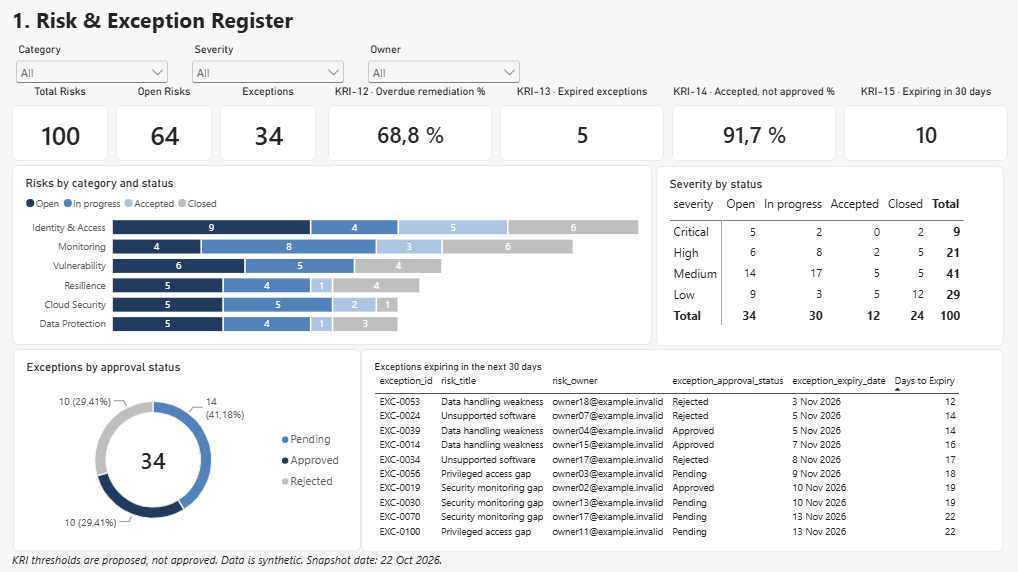 1. Risk & Exception Register
Category Severity Owner
All All All
Total Risks Open Risks Exceptions KRI-12 · Overdue remediation % KRI-13 · Expired exceptions KRI-14 · Accepted, not approved % KRI-15 · Expiring in 30 days
100 64 34 68,8 % 5 91,7 % 10
Risks by category and status
Open In progress Accepted Closed
Identity & Access 9 4 5 6
Monitoring 4 8 3 6
Vulnerability 6 5 4
Resilience 5 4 1 4
Cloud Security 5 5 2 1
Data Protection 5 4 1 3
Severity by status
severity Open In progress Accepted Closed Total
Critical 5 2 0 2 9
High 6 8 2 5 21
Medium 14 17 5 5 41
Low 9 3 5 12 29
Total 34 30 12 24 100
Exceptions by approval status
10 (29,41%)
14
(41,18%)
34
10 (29,41%)
Pending
Approved
Rejected
Exceptions expiring in the next 30 days
exception_id risk_title risk_owner exception_approval_status exception_expiry_date Days to Expiry
EXC-0053 Data handling weakness owner18@example.invalid Rejected 3 Nov 2026 12
EXC-0024 Unsupported software owner07@example.invalid Rejected 5 Nov 2026 14
EXC-0039 Data handling weakness owner04@example.invalid Approved 5 Nov 2026 14
EXC-0014 Data handling weakness owner15@example.invalid Approved 7 Nov 2026 16
EXC-0034 Unsupported software owner17@example.invalid Rejected 8 Nov 2026 17
EXC-0056 Privileged access gap owner03@example.invalid Pending 9 Nov 2026 18
EXC-0019 Security monitoring gap owner02@example.invalid Approved 10 Nov 2026 19
EXC-0030 Security monitoring gap owner13@example.invalid Pending 10 Nov 2026 19
EXC-0070 Security monitoring gap owner17@example.invalid Pending 13 Nov 2026 22
EXC-0100 Privileged access gap owner11@example.invalid Pending 13 Nov 2026 22
KRI thresholds are proposed, not approved. Data is synthetic. Snapshot date: 22 Oct 2026.